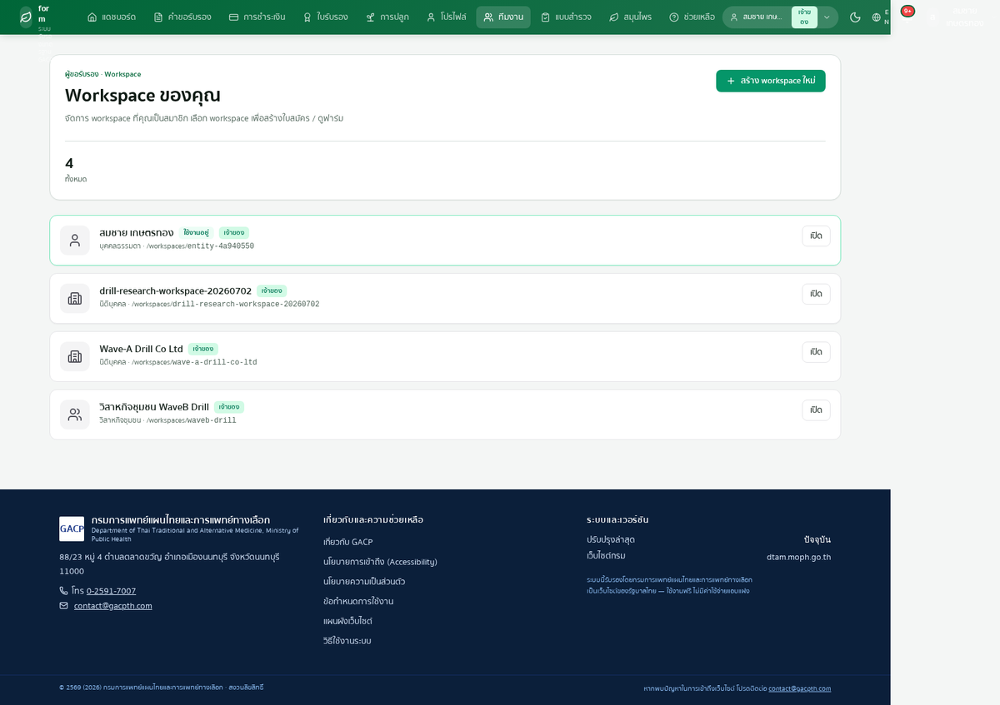 for
m
ระบบ
แดชบอร์ด
คำขอรับรอง
การชำระเงิน
ใบรับรอง
การปลูก
โปรไฟล์
ทีมงาน
แบบสำรวจ
สมุนไพร
ช่วยเหลือ
สมชาย เกษ...
เจ้าข
อง
E
N
9+
ผู้ขอรับรอง · Workspace
Workspace ของคุณ
จัดการ workspace ที่คุณเป็นสมาชิก เลือก workspace เพื่อสร้างใบสมัคร / ดูฟาร์ม
สร้าง workspace ใหม่
4
ทั้งหมด
สมชาย เกษตรทอง ใช้งานอยู่ เจ้าของ
บุคคลธรรมดา · /workspaces/entity-4a940550
เปิด
drill-research-workspace-20260702 เจ้าของ
นิติบุคคล · /workspaces/drill-research-workspace-20260702
เปิด
Wave-A Drill Co Ltd เจ้าของ
นิติบุคคล · /workspaces/wave-a-drill-co-ltd
เปิด
วิสาหกิจชุมชน WaveB Drill เจ้าของ
วิสาหกิจชุมชน · /workspaces/waveb-drill
เปิด
GACP
กรมการแพทย์แผนไทยและการแพทย์ทางเลือก
Department of Thai Traditional and Alternative Medicine, Ministry of
Public Health
88/23 หมู่ 4 ตำบลตลาดขวัญ อำเภอเมืองนนทบุรี จังหวัดนนทบุรี
11000
โทร 0-2591-7007
contact@gacpth.com
เกี่ยวกับและความช่วยเหลือ
เกี่ยวกับ GACP
นโยบายการเข้าถึง (Accessibility)
นโยบายความเป็นส่วนตัว
ข้อกำหนดการใช้งาน
แผนผังเว็บไซต์
วิธีใช้งานระบบ
ระบบและเวอร์ชัน
ปรับปรุงล่าสุด ปัจจุบัน
เว็บไซต์กรม dtam.moph.go.th
ระบบนี้รับรองโดยกรมการแพทย์แผนไทยและการแพทย์ทางเลือก
เป็นเว็บไซต์ของรัฐบาลไทย — ใช้งานฟรี ไม่มีค่าใช้จ่ายแอบแฝง
© 2569 (2026) กรมการแพทย์แผนไทยและการแพทย์ทางเลือก · สงวนลิขสิทธิ์
หากพบปัญหาในการเข้าถึงเว็บไซต์ โปรดติดต่อ contact@gacpth.com